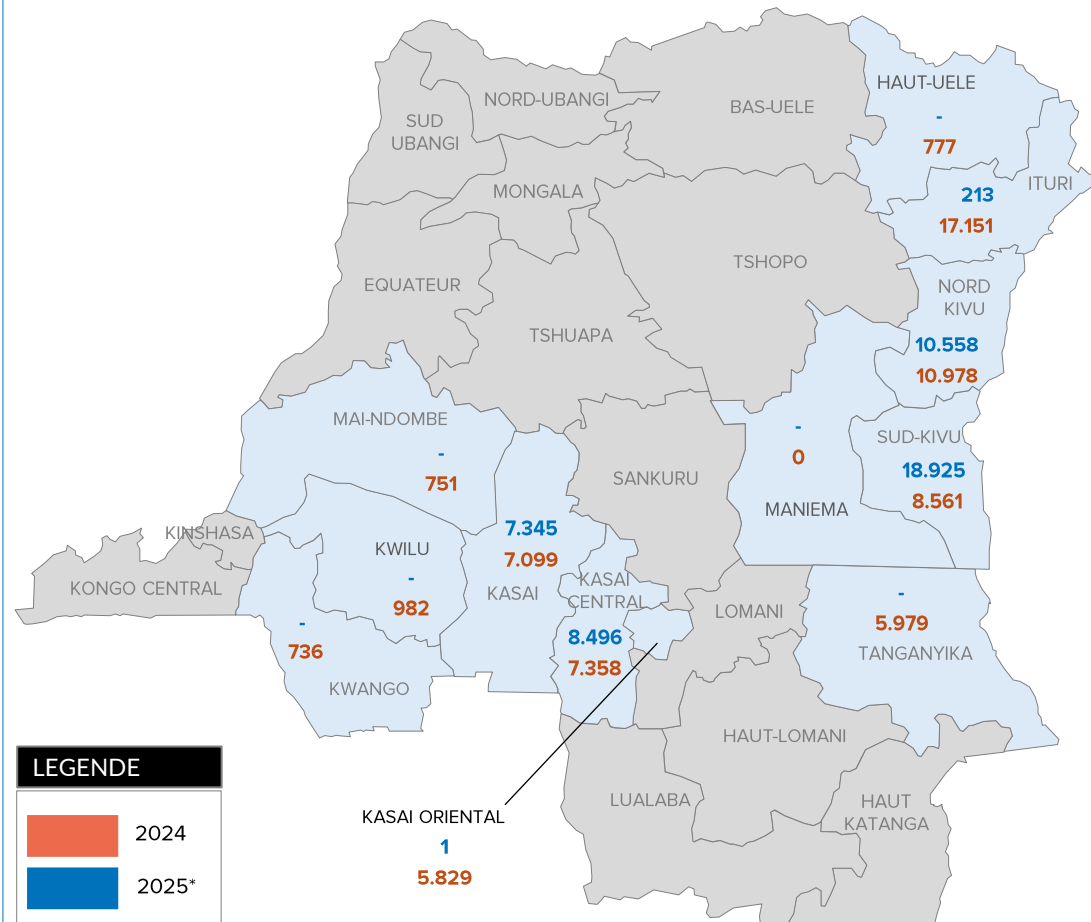 HAUT-UELE
-
777
NORD-UBANGI
BAS-UELE
SUD
UBANGI
MONGALA
ITURI
213
17.151
TSHOPO
EQUATEUR
NORD
KIVU
10.558
10.978
TSHUAPA
MAI-NDOMBE
-
751
-
0
MANIEMA
SUD-KIVU
18.925
8.561
SANKURU
KINSHASA
KONGO CENTRAL
KWILU
-
982
7.345
7.099
KASAI
KASAI
CENTRAL
8.496
7.358
LOMANI
-
5.979
TANGANYIKA
-
736
KWANGO
HAUT-LOMANI
LUALABA
HAUT
KATANGA
KASAI ORIENTAL
1
5.829
LEGENDE
2024
2025*